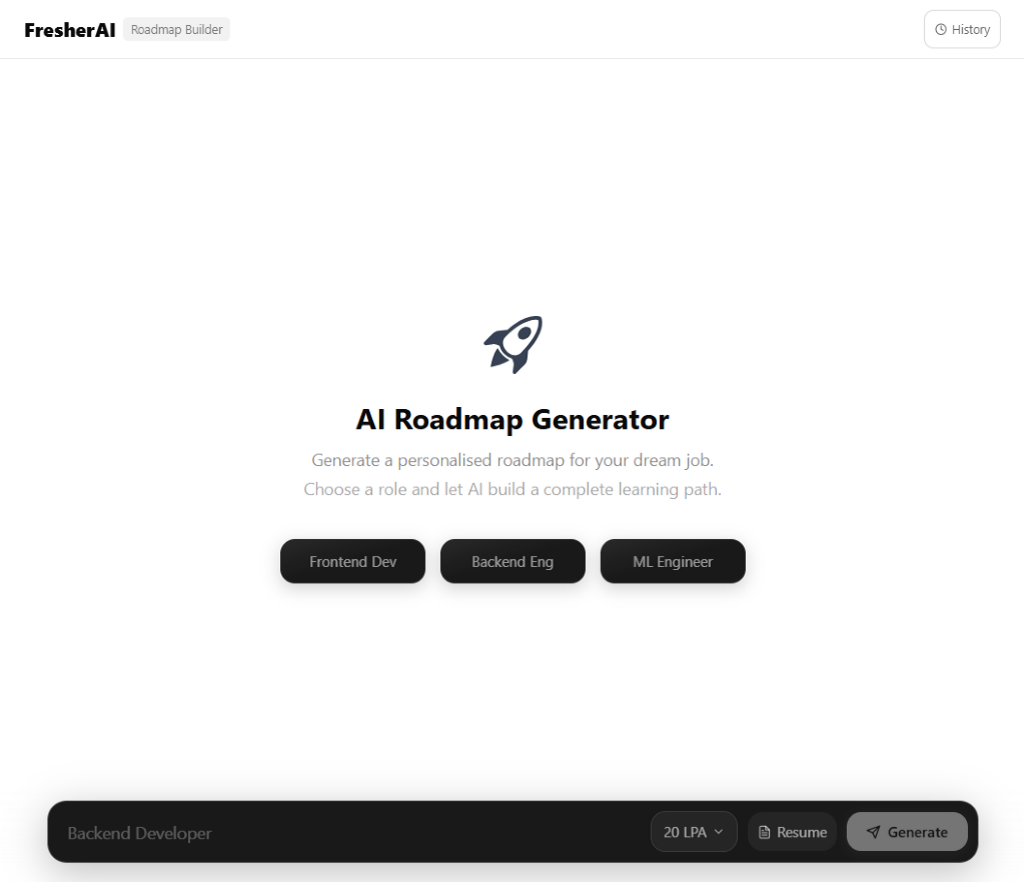 FresherAI Roadmap Builder History
AI Roadmap Generator
Generate a personalised roadmap for your dream job.
Choose a role and let AI build a complete learning path.
Frontend Dev Backend Eng ML Engineer
Backend Developer 20 LPA Resume Generate